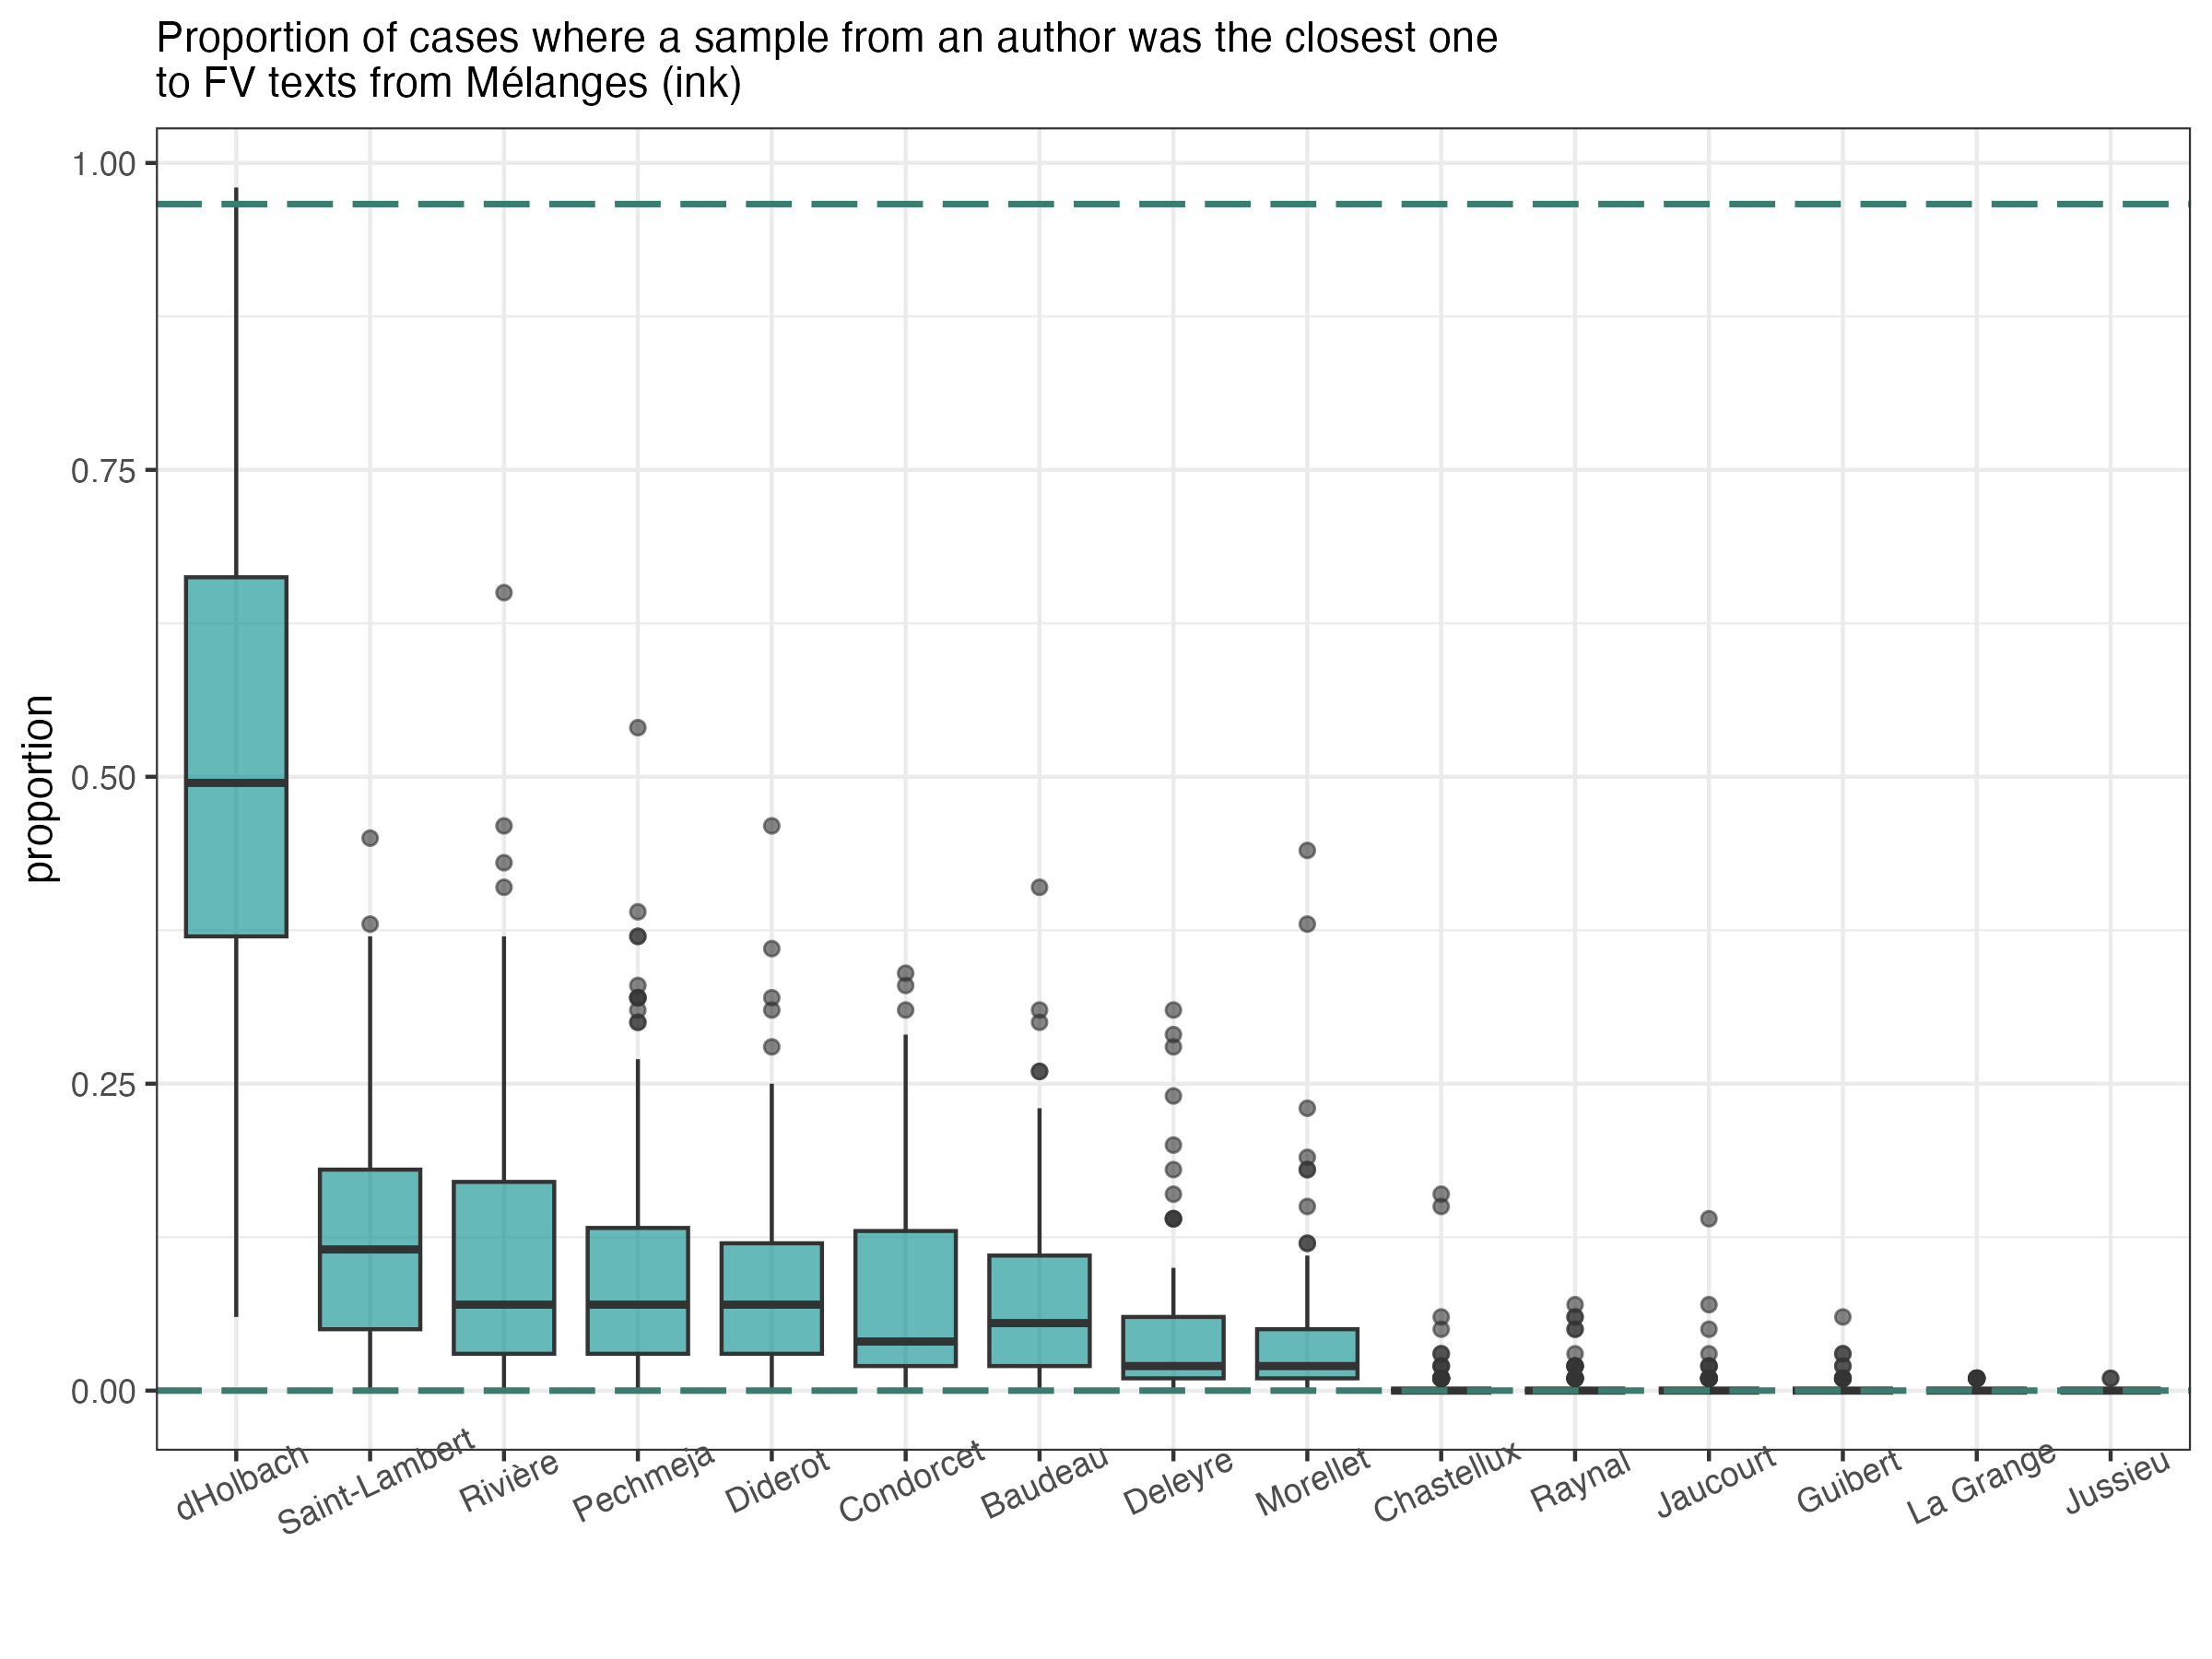 Proportion of cases where a sample from an author was the closest one
to FV texts from Mélanges (ink)
proportion
1.00
0.75
0.50
0.25
0.00
dHolbach
Saint-Lambert
Rivière
Pechmeja
Diderot
Condorcet
Baudeau
Deleyre
Morellet
Chastellux
Raynal
Jaucourt
Guibert
La Grange
Jussieu